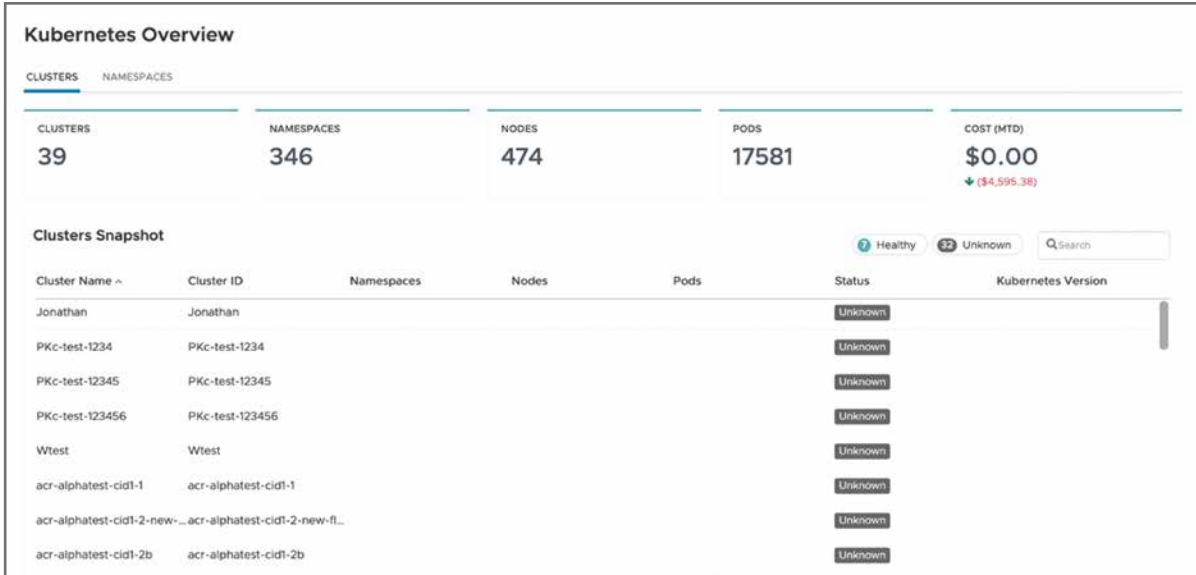 Kubernetes Overview
CLUSTERS NAMESPACES
CLUSTERS NAMESPACES NODES PODS COST (MTD)
39 346 474 17581 $0.00
($4,595.38)
Clusters Snapshot
7 Healthy 32 Unknown Search
Cluster Name Cluster ID Namespaces Nodes Pods Status Kubernetes Version
Jonathan Jonathan Unknown
PKc-test-1234 PKc-test-1234 Unknown
PKc-test-12345 PKc-test-12345 Unknown
PKc-test-123456 PKc-test-123456 Unknown
Wtest Wtest Unknown
acr-alphatest-cid1-1 acr-alphatest-cid1-1 Unknown
acr-alphatest-cid1-2-new-... acr-alphatest-cid1-2-new-fl... Unknown
acr-alphatest-cid1-2b acr-alphatest-cid1-2b Unknown